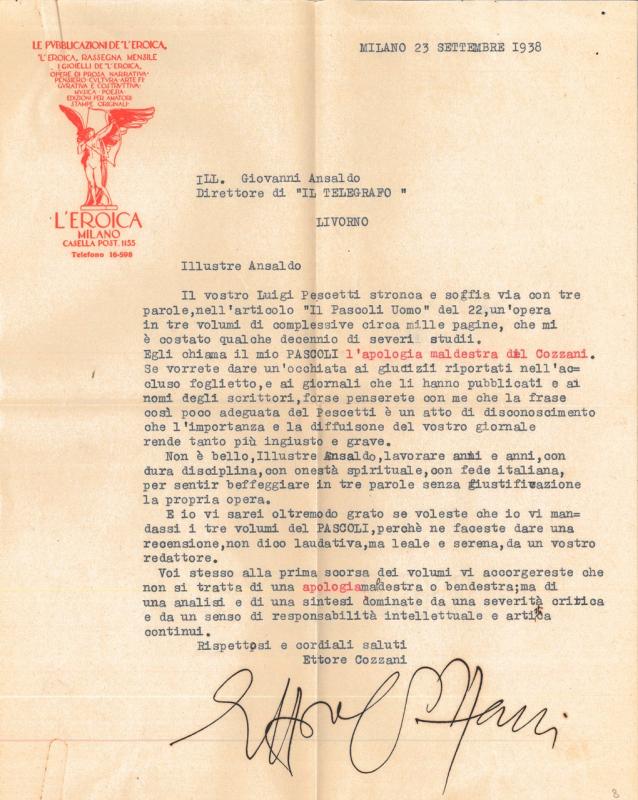 LE PVBBLICAZIONI DE "L'EROICA,
"L'EROICA, RASSEGNA MENSILE
I GIOIELLI DE "L'EROICA,
OPERE DI PROSA NARRATIVA·
PENSIERO·CVLTVRA·ARTE FI
GVRATIVA E COSTRVTTIVA·
MVSICA·POESIA·
EDIZIONI PER AMATORI
STAMPE ORIGINALI·
L'EROICA
MILANO
CASELLA POST. 1155
Telefono 16-598
MILANO 23 SETTEMBRE 1938
ILL. Giovanni Ansaldo
Direttore di "IL TELEGRAFO "
LIVORNO
Illustre Ansaldo
Il vostro Luigi Pescetti stronca e soffia via con tre
parole,nell'articolo "Il Pascoli Uomo" del 22,un'opera
in tre volumi di complessive circa mille pagine, che mi
è costato qualche decennio di severi studii.
Egli chiama il mio PASCOLI l'apologia maldestra del Cozzani.
Se vorrete dare un'occhiata ai giudizii riportati nell'ac=
cluso foglietto,e ai giornali che li hanno pubblicati e ai
nomi degli scrittori,forse penserete con me che la frase
così poco adeguata del Pescetti è un atto di disconoscimento
che l'importanza e la diffuisone del vostro giornale
rende tanto più ingiusto e grave.
Non è bello,Illustre Ansaldo,lavorare anni e anni,con
dura disciplina,con onestà spirituale,con fede italiana,
per sentir beffeggiare in tre parole senza giustificazione
la propria opera.
E io vi sarei oltremodo grato se voleste che io vi man=
dassi i tre volumi del PASCOLI,perchè ne faceste dare una
recensione,non dico laudativa,ma leale e serena,da un vostro
redattore.
Voi stesso alla prima scorsa dei volumi vi accorgereste che
non si tratta di una apologia maldestra o bendestra;ma di
una analisi e di una sintesi dominate da una severità critica
e da un senso di responsabilità intellettuale e artistica
continui.
Rispettosi e cordiali saluti
Ettore Cozzani
Ettore Cozzani
8